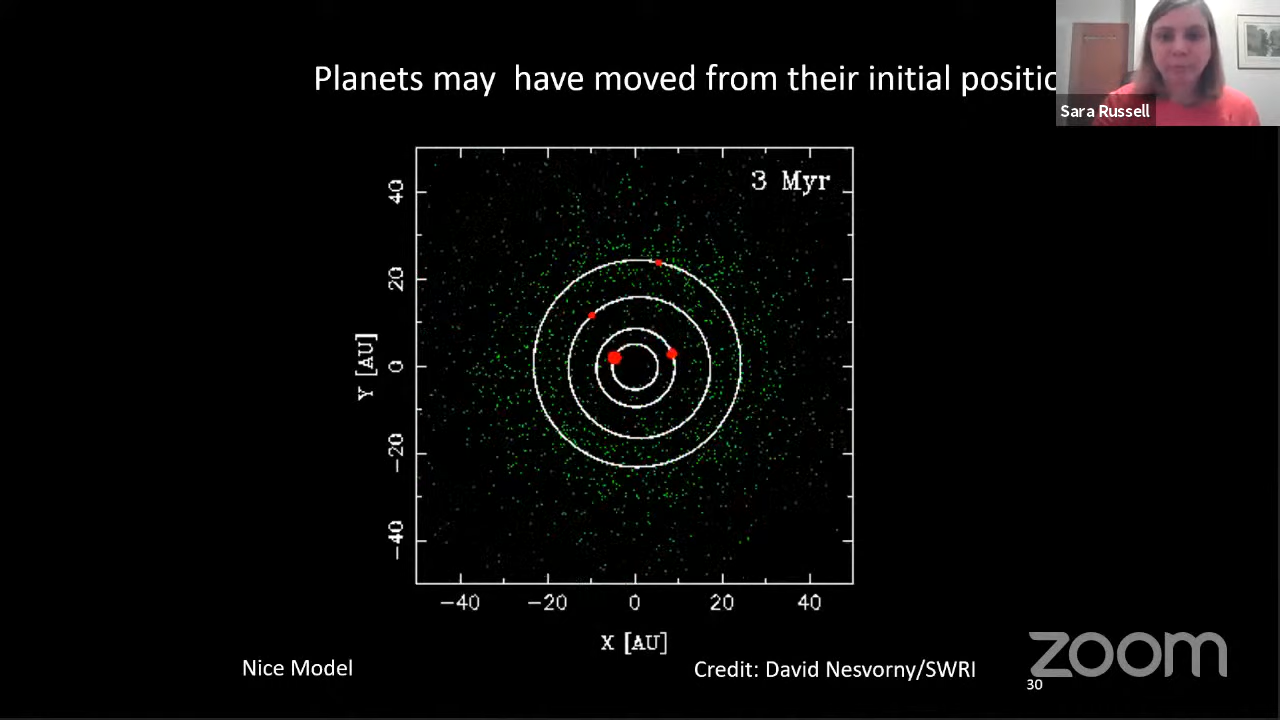 Planets may have moved from their initial positio
Sara Russell
3 Myr
40
20
0
−20
−40
Y [AU]
−40 −20 0 20 40
X [AU]
Nice Model
Credit: David Nesvorny/SWRI
zoom
30